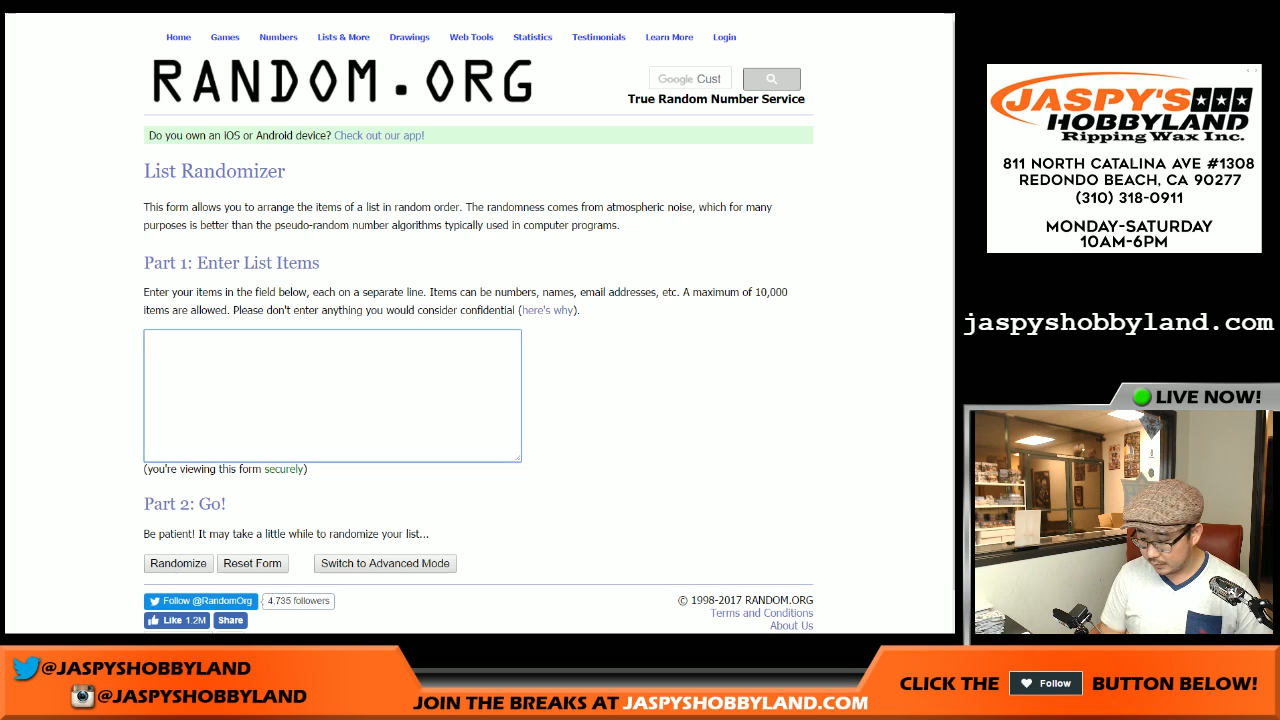 Home Games Numbers Lists & More Drawings Web Tools Statistics Testimonials Learn More Login
RANDOM.ORG
Google Cust
True Random Number Service
Do you own an iOS or Android device? Check out our app!
List Randomizer
This form allows you to arrange the items of a list in random order. The randomness comes from atmospheric noise, which for many
purposes is better than the pseudo-random number algorithms typically used in computer programs.
Part 1: Enter List Items
Enter your items in the field below, each on a separate line. Items can be numbers, names, email addresses, etc. A maximum of 10,000
items are allowed. Please don't enter anything you would consider confidential (here's why).
(you're viewing this form securely)
Part 2: Go!
Be patient! It may take a little while to randomize your list...
Randomize Reset Form Switch to Advanced Mode
Follow @RandomOrg 4,735 followers
Like 1.2M Share
© 1998-2017 RANDOM.ORG
Terms and Conditions
About Us
JASPY'S
HOBBYLAND
Ripping Wax Inc.
811 NORTH CATALINA AVE #1308
REDONDO BEACH, CA 90277
(310) 318-0911
MONDAY-SATURDAY
10AM-6PM
jaspyshobbyland.com
LIVE NOW!
@JASPYSHOBBYLAND
@JASPYSHOBBYLAND
JOIN THE BREAKS AT JASPYSHOBBYLAND.COM
CLICK THE Follow BUTTON BELOW!